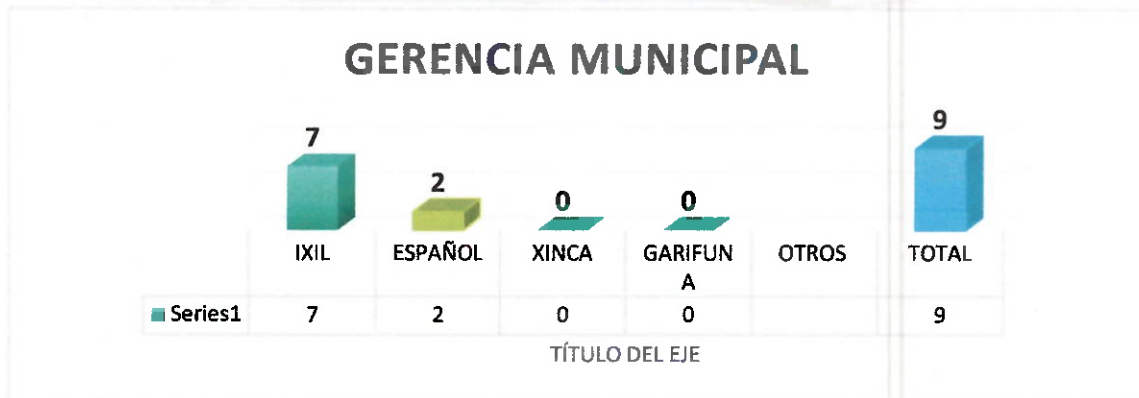 GERENCIA MUNICIPAL
7
2
0
0
9
IXIL ESPAÑOL XINCA GARIFUN
A OTROS TOTAL
Series1 7 2 0 0 9
TÍTULO DEL EJE